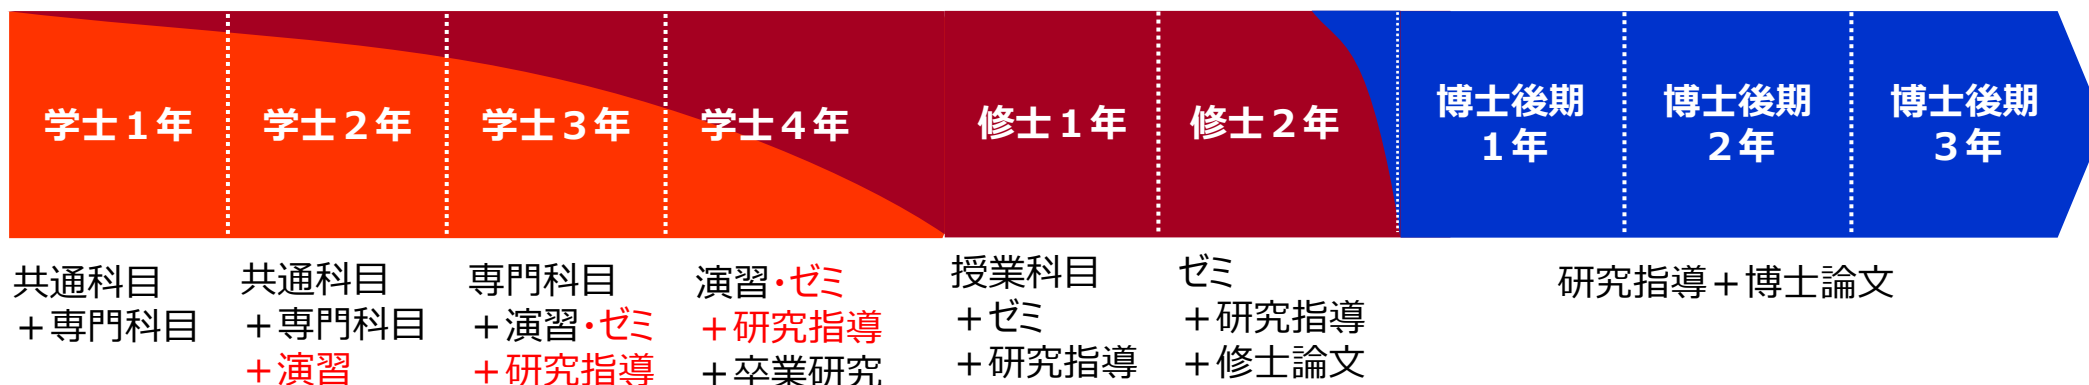 学士１年
学士２年
学士３年
学士４年
修士１年
修士２年
博士後期
１年
博士後期
２年
博士後期
３年
共通科目
＋専門科目
共通科目
＋専門科目
＋演習
専門科目
＋演習・ゼミ
＋研究指導
演習・ゼミ
＋研究指導
＋卒業研究
授業科目
＋ゼミ
＋研究指導
ゼミ
＋研究指導
＋修士論文
研究指導＋博士論文